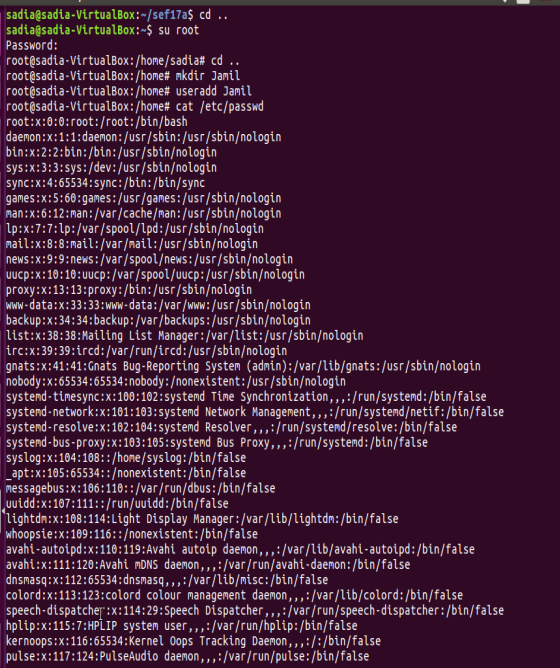 sadia@sadia-VirtualBox:~/sef17a$ cd ..
sadia@sadia-VirtualBox:~$ su root
Password:
root@sadia-VirtualBox:/home/sadia# cd ..
root@sadia-VirtualBox:/home# mkdir Jamil
root@sadia-VirtualBox:/home# useradd Jamil
root@sadia-VirtualBox:/home# cat /etc/passwd
root:x:0:0:root:/root:/bin/bash
daemon:x:1:1:daemon:/usr/sbin:/usr/sbin/nologin
bin:x:2:2:bin:/bin:/usr/sbin/nologin
sys:x:3:3:sys:/dev:/usr/sbin/nologin
sync:x:4:65534:sync:/bin:/bin/sync
games:x:5:60:games:/usr/games:/usr/sbin/nologin
man:x:6:12:man:/var/cache/man:/usr/sbin/nologin
lp:x:7:7:lp:/var/spool/lpd:/usr/sbin/nologin
mail:x:8:8:mail:/var/mail:/usr/sbin/nologin
news:x:9:9:news:/var/spool/news:/usr/sbin/nologin
uucp:x:10:10:uucp:/var/spool/uucp:/usr/sbin/nologin
proxy:x:13:13:proxy:/bin:/usr/sbin/nologin
www-data:x:33:33:www-data:/var/www:/usr/sbin/nologin
backup:x:34:34:backup:/var/backups:/usr/sbin/nologin
list:x:38:38:Mailing List Manager:/var/list:/usr/sbin/nologin
irc:x:39:39:ircd:/var/run/ircd:/usr/sbin/nologin
gnats:x:41:41:Gnats Bug-Reporting System (admin):/var/lib/gnats:/usr/sbin/nologin
nobody:x:65534:65534:nobody:/nonexistent:/usr/sbin/nologin
systemd-timesync:x:100:102:systemd Time Synchronization,,,:/run/systemd:/bin/false
systemd-network:x:101:103:systemd Network Management,,,:/run/systemd/netif:/bin/false
systemd-resolve:x:102:104:systemd Resolver,,,:/run/systemd/resolve:/bin/false
systemd-bus-proxy:x:103:105:systemd Bus Proxy,,,:/run/systemd:/bin/false
syslog:x:104:108::/home/syslog:/bin/false
_apt:x:105:65534::/nonexistent:/bin/false
messagebus:x:106:110::/var/run/dbus:/bin/false
uuidd:x:107:111::/run/uuidd:/bin/false
lightdm:x:108:114:Light Display Manager:/var/lib/lightdm:/bin/false
whoopsie:x:109:116::/nonexistent:/bin/false
avahi-autoipd:x:110:119:Avahi autoip daemon,,,:/var/lib/avahi-autoipd:/bin/false
avahi:x:111:120:Avahi mDNS daemon,,,:/var/run/avahi-daemon:/bin/false
dnsmasq:x:112:65534:dnsmasq,,,:/var/lib/misc:/bin/false
colord:x:113:123:colord colour management daemon,,,:/var/lib/colord:/bin/false
speech-dispatcher:x:114:29:Speech Dispatcher,,,:/var/run/speech-dispatcher:/bin/false
hplip:x:115:7:HPLIP system user,,,:/var/run/hplip:/bin/false
kernoops:x:116:65534:Kernel Oops Tracking Daemon,,,:/:/bin/false
pulse:x:117:124:PulseAudio daemon,,,:/var/run/pulse:/bin/false